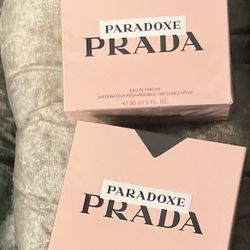 PARADOXE
PRADA
EAU DE PARFUM
VAPORISATEUR RECHARGEABLE / REFILLABLE SPRAY
℮ 90 ml 3 FL. OZ.
PARADOXE
PRADA